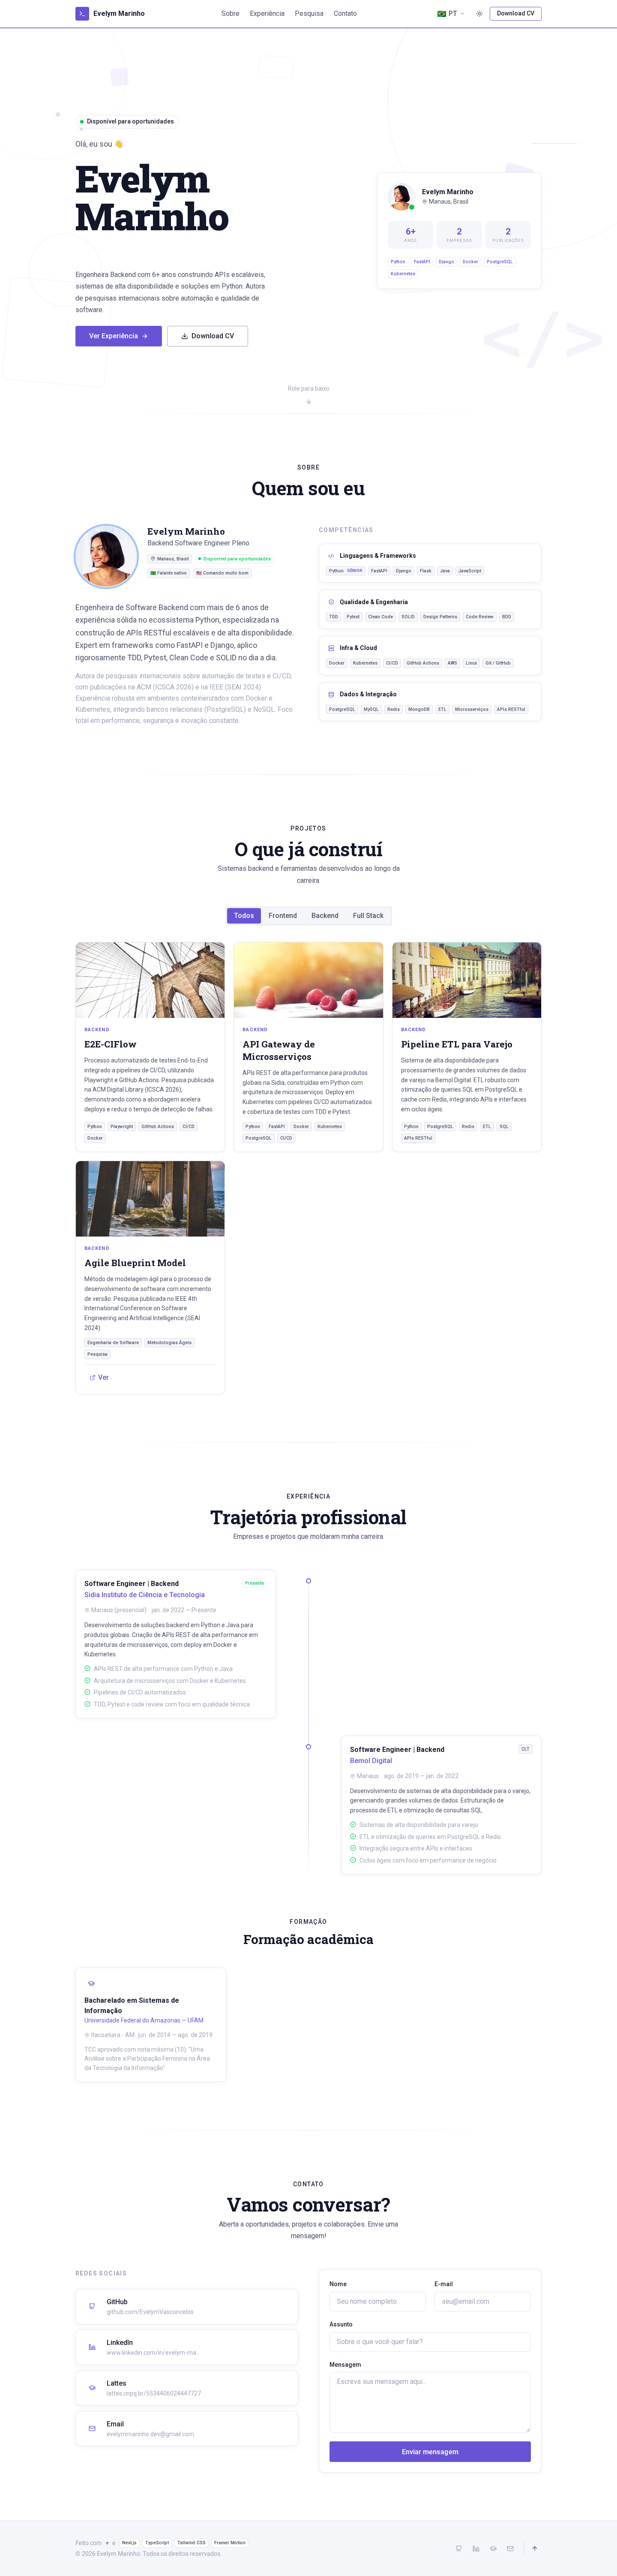 Evelym Marinho
Sobre Experiência Pesquisa Contato
🇧🇷 PT
Download CV
Disponível para oportunidades
Olá, eu sou 👋
Evelym
Marinho
Engenheira Backend com 6+ anos construindo APIs escaláveis,
sistemas de alta disponibilidade e soluções em Python. Autora
de pesquisas internacionais sobre automação e qualidade de
software.
Ver Experiência
Download CV
Evelym Marinho
Manaus, Brasil
6+
ANOS
2
EMPRESAS
2
PUBLICAÇÕES
Python FastAPI Django Docker PostgreSQL
Kubernetes
</>
Role para baixo
SOBRE
Quem sou eu
Evelym Marinho
Backend Software Engineer Pleno
Manaus, Brasil
Disponível para oportunidades
🇧🇷 Falante nativo
🇺🇸 Comando muito bom
Engenheira de Software Backend com mais de 6 anos de
experiência sólida no ecossistema Python, especializada na
construção de APIs RESTful escaláveis e de alta disponibilidade.
Expert em frameworks como FastAPI e Django, aplico
rigorosamente TDD, Pytest, Clean Code e SOLID no dia a dia.
Autora de pesquisas internacionais sobre automação de testes e CI/CD,
com publicações na ACM (ICSCA 2026) e na IEEE (SEAI 2024).
Experiência robusta em ambientes conteinerizados com Docker e
Kubernetes, integrando bancos relacionais (PostgreSQL) e NoSQL. Foco
total em performance, segurança e inovação constante.
COMPETÊNCIAS
Linguagens & Frameworks
Python SÊNIOR FastAPI Django Flask Java JavaScript
Qualidade & Engenharia
TDD Pytest Clean Code SOLID Design Patterns Code Review BDD
Infra & Cloud
Docker Kubernetes CI/CD GitHub Actions AWS Linux Git / GitHub
Dados & Integração
PostgreSQL MySQL Redis MongoDB ETL Microsserviços APIs RESTful
PROJETOS
O que já construí
Sistemas backend e ferramentas desenvolvidos ao longo da
carreira.
Todos Frontend Backend Full Stack
BACKEND
E2E-CIFlow
Processo automatizado de testes End-to-End
integrado a pipelines de CI/CD, utilizando
Playwright e GitHub Actions. Pesquisa publicada
na ACM Digital Library (ICSCA 2026),
demonstrando como a abordagem acelera
deploys e reduz o tempo de detecção de falhas.
Python Playwright GitHub Actions CI/CD
Docker
BACKEND
API Gateway de
Microsserviços
APIs REST de alta performance para produtos
globais na Sidia, construídas em Python com
arquitetura de microsserviços. Deploy em
Kubernetes com pipelines CI/CD automatizados
e cobertura de testes com TDD e Pytest.
Python FastAPI Docker Kubernetes
PostgreSQL CI/CD
BACKEND
Pipeline ETL para Varejo
Sistema de alta disponibilidade para
processamento de grandes volumes de dados
de varejo na Bemol Digital. ETL robusto com
otimização de queries em PostgreSQL e
cache com Redis, integrando APIs e interfaces
em ciclos ágeis.
Python PostgreSQL Redis ETL SQL
APIs RESTful
BACKEND
Agile Blueprint Model
Método de modelagem ágil para o processo de
desenvolvimento de software com incremento
de versão. Pesquisa publicada no IEEE 4th
International Conference on Software
Engineering and Artificial Intelligence (SEAI
2024).
Engenharia de Software Metodologias Ágeis
Pesquisa
Ver
EXPERIÊNCIA
Trajetória profissional
Empresas e projetos que moldaram minha carreira.
Software Engineer | Backend
Presente
Sidia Instituto de Ciência e Tecnologia
Manaus (presencial) jan. de 2022 — Presente
Desenvolvimento de soluções backend em Python e Java para
produtos globais. Criação de APIs REST de alta performance em
arquiteturas de microsserviços, com deploy em Docker e
Kubernetes.
APIs REST de alta performance com Python e Java
Arquitetura de microsserviços com Docker e Kubernetes
Pipelines de CI/CD automatizados
TDD, Pytest e code review com foco em qualidade técnica
Software Engineer | Backend
CLT
Bemol Digital
Manaus ago. de 2019 — jan. de 2022
Desenvolvimento de sistemas de alta disponibilidade para o varejo,
gerenciando grandes volumes de dados. Estruturação de
processos de ETL e otimização de consultas SQL.
Sistemas de alta disponibilidade para varejo
ETL e otimização de queries em PostgreSQL e Redis
Integração segura entre APIs e interfaces
Ciclos ágeis com foco em performance de negócio
FORMAÇÃO
Formação acadêmica
Bacharelado em Sistemas de
Informação
Universidade Federal do Amazonas — UFAM
Itacoatiara - AM jun. de 2014 — ago. de 2019
TCC aprovado com nota máxima (10): "Uma
Análise sobre a Participação Feminina na Área
da Tecnologia da Informação".
CONTATO
Vamos conversar?
Aberta a oportunidades, projetos e colaborações. Envie uma
mensagem!
REDES SOCIAIS
GitHub
github.com/EvelymVasconcelos
LinkedIn
www.linkedin.com/in/evelym-ma...
Lattes
lattes.cnpq.br/5534406024447727
Email
evelymmarinho.dev@gmail.com
Nome
Seu nome completo
E-mail
seu@email.com
Assunto
Sobre o que você quer falar?
Mensagem
Escreva sua mensagem aqui...
Enviar mensagem
Feito com ♥ e Next.js TypeScript Tailwind CSS Framer Motion
© 2026 Evelym Marinho. Todos os direitos reservados.